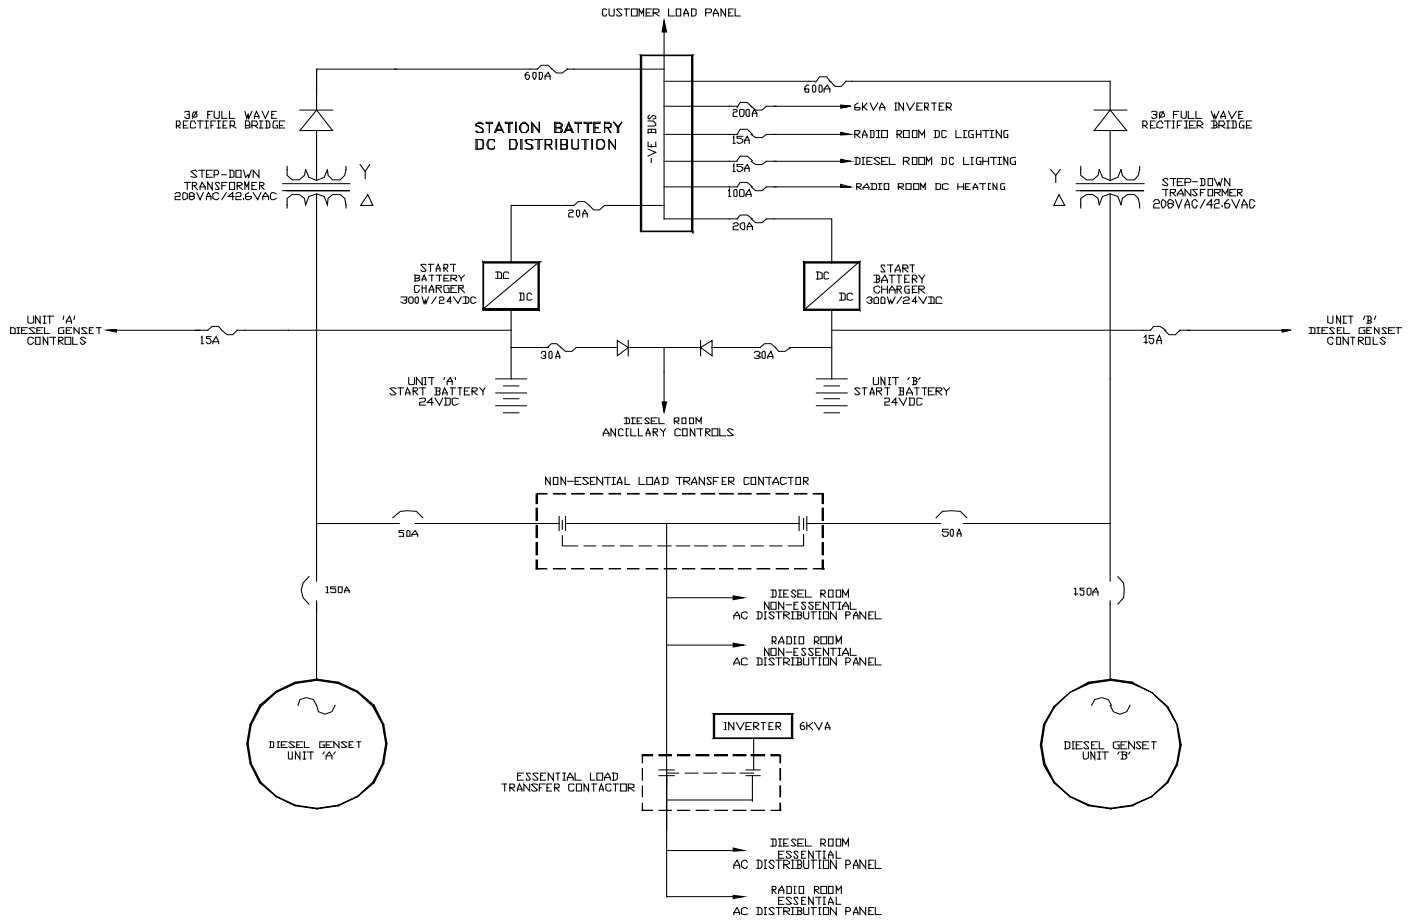 CUSTOMER LOAD PANEL
600A
600A
3Ø FULL WAVE
RECTIFIER BRIDGE
STATION BATTERY
DC DISTRIBUTION
-VE BUS
200A
6KVA INVERTER
15A
RADIO ROOM DC LIGHTING
15A
DIESEL ROOM DC LIGHTING
100A
RADIO ROOM DC HEATING
3Ø FULL WAVE
RECTIFIER BRIDGE
STEP-DOWN
TRANSFORMER
208VAC/42.6VAC
Y
Δ
Y
Δ
STEP-DOWN
TRANSFORMER
208VAC/42.6VAC
20A
20A
START
BATTERY
CHARGER
300W/24VDC
DC
DC
DC
DC
START
BATTERY
CHARGER
300W/24VDC
UNIT 'A'
DIESEL GENSET
CONTROLS
15A
30A
30A
15A
UNIT 'B'
DIESEL GENSET
CONTROLS
UNIT 'A'
START BATTERY
24VDC
UNIT 'B'
START BATTERY
24VDC
DIESEL ROOM
ANCILLARY CONTROLS
NON-ESENTIAL LOAD TRANSFER CONTACTOR
50A
50A
150A
150A
DIESEL ROOM
NON-ESSENTIAL
AC DISTRIBUTION PANEL
RADIO ROOM
NON-ESSENTIAL
AC DISTRIBUTION PANEL
DIESEL GENSET
UNIT 'A'
INVERTER
6KVA
DIESEL GENSET
UNIT 'B'
ESSENTIAL LOAD
TRANSFER CONTACTOR
DIESEL ROOM
ESSENTIAL
AC DISTRIBUTION PANEL
RADIO ROOM
ESSENTIAL
AC DISTRIBUTION PANEL